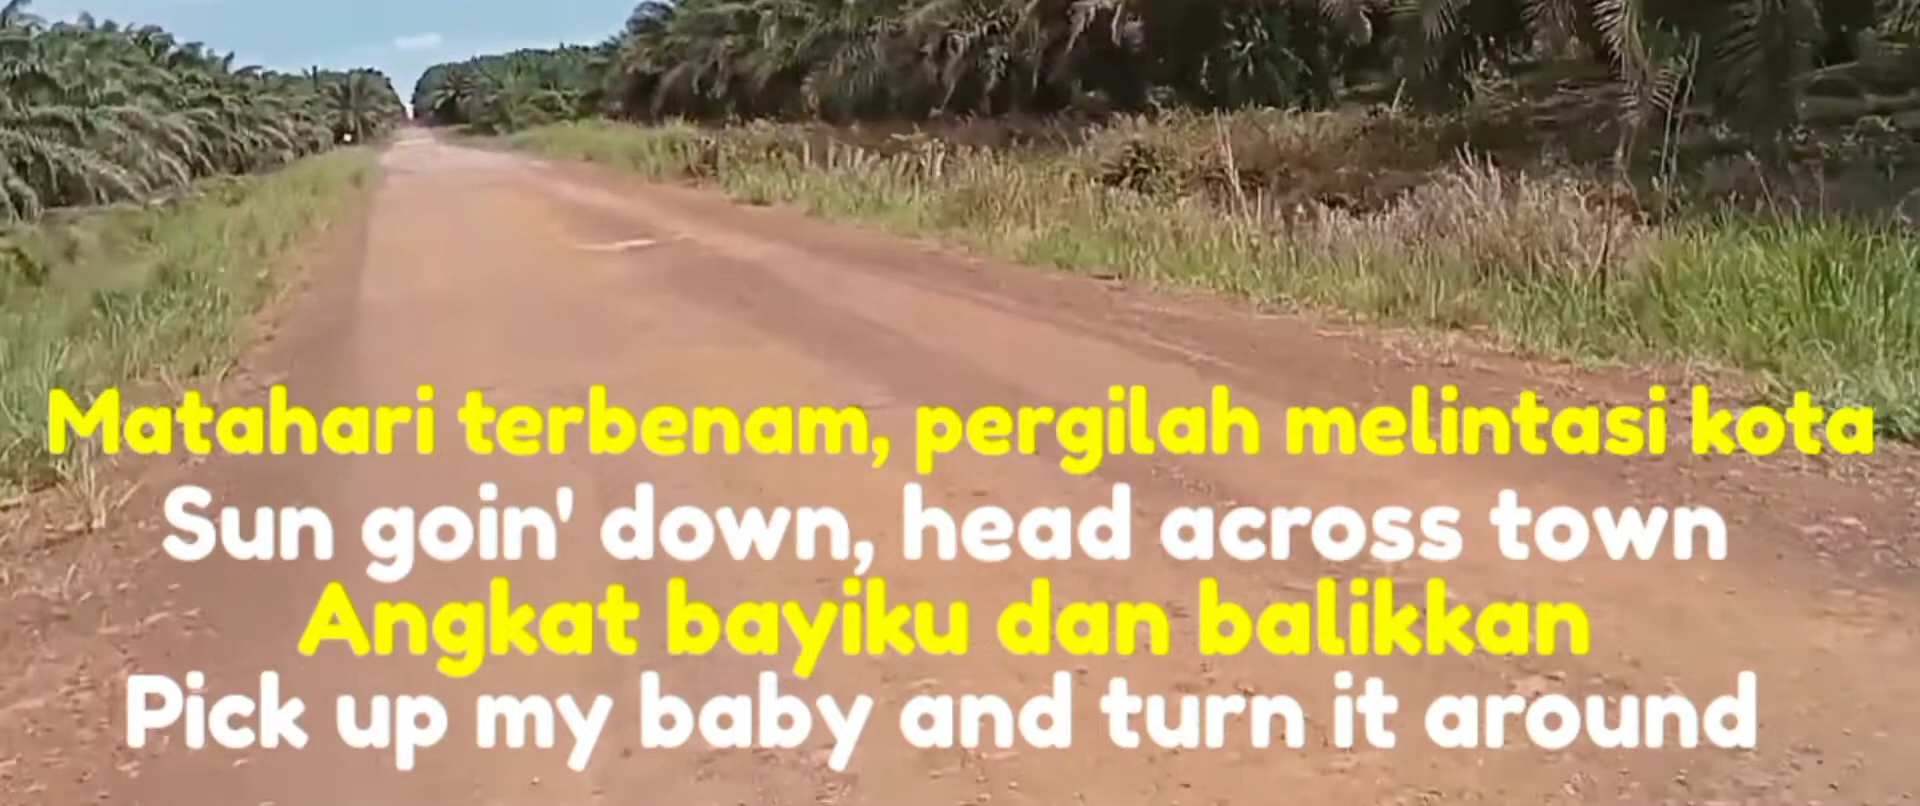 Matahari terbenam, pergilah melintasi kota
Sun goin' down, head across town
Angkat bayiku dan balikkan
Pick up my baby and turn it around